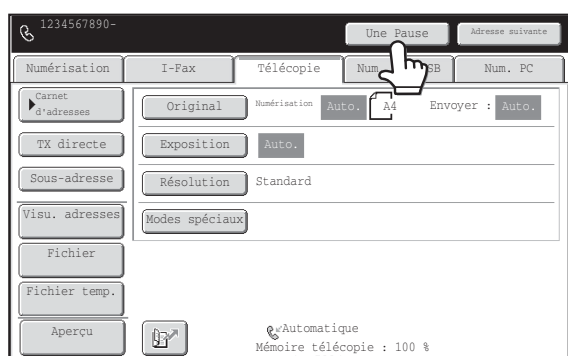 1234567890-
Une Pause
Adresse suivante
Numérisation
I-Fax
Télécopie
Num.
SB
Num. PC
Carnet
d'adresses
Original
Numérisation
Auto.
A4
Envoyer :
Auto.
TX directe
Exposition
Auto.
Sous-adresse
Résolution
Standard
Visu. adresses
Modes spéciaux
Fichier
Fichier temp.
Aperçu
Automatique
Mémoire télécopie : 100 %